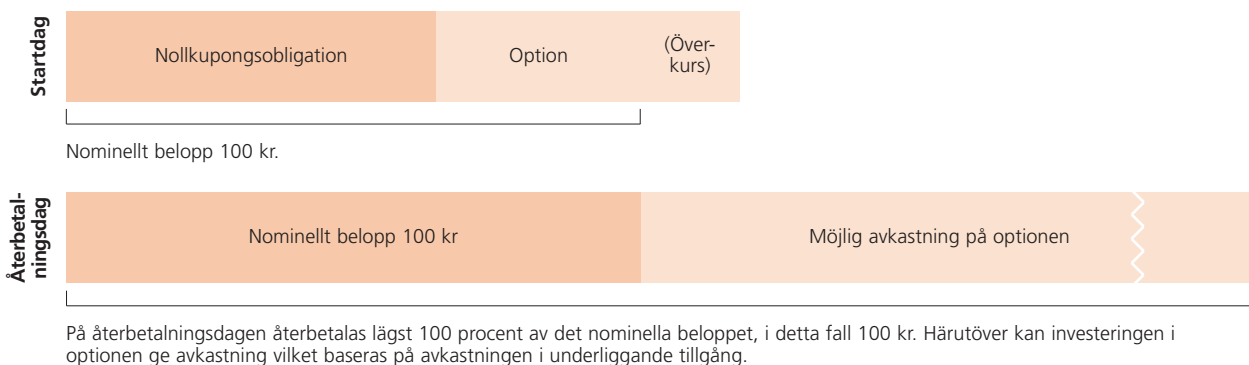 Startdag
Nollkupongsobligation
Option
(Över-
kurs)
Nominellt belopp 100 kr.
Återbetal-
ningsdag
Nominellt belopp 100 kr
Möjlig avkastning på optionen
På återbetalningsdagen återbetalas lägst 100 procent av det nominella beloppet, i detta fall 100 kr. Härutöver kan investeringen i
optionen ge avkastning vilket baseras på avkastningen i underliggande tillgång.